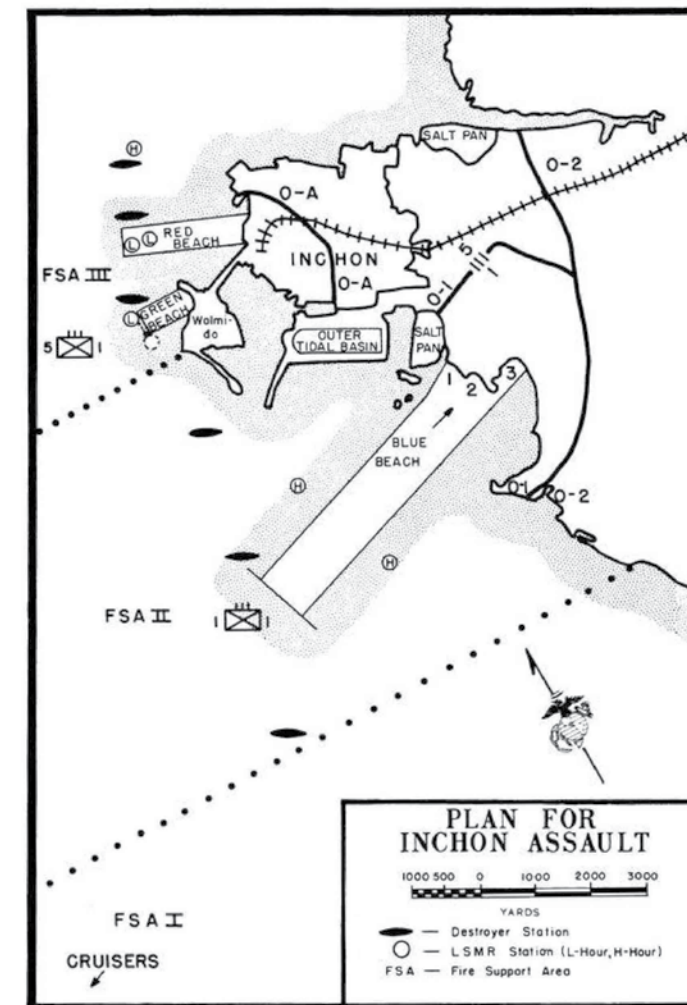 SALT PAN
H
O-A
O-2
L L RED
BEACH
INCHON
5
1
FSA III
O-A
O-1
L GREEN
BEACH
Wolmi-
do
OUTER
TIDAL BASIN
SALT
PAN
5 1
1
2
3
BLUE
BEACH
H
O-1
O-2
H
FSA II
1 1
PLAN FOR
INCHON ASSAULT
1000 500 0 1000 2000 3000
YARDS
Destroyer Station
LSMR Station (L-Hour, H-Hour)
FSA — Fire Support Area
FSA I
CRUISERS